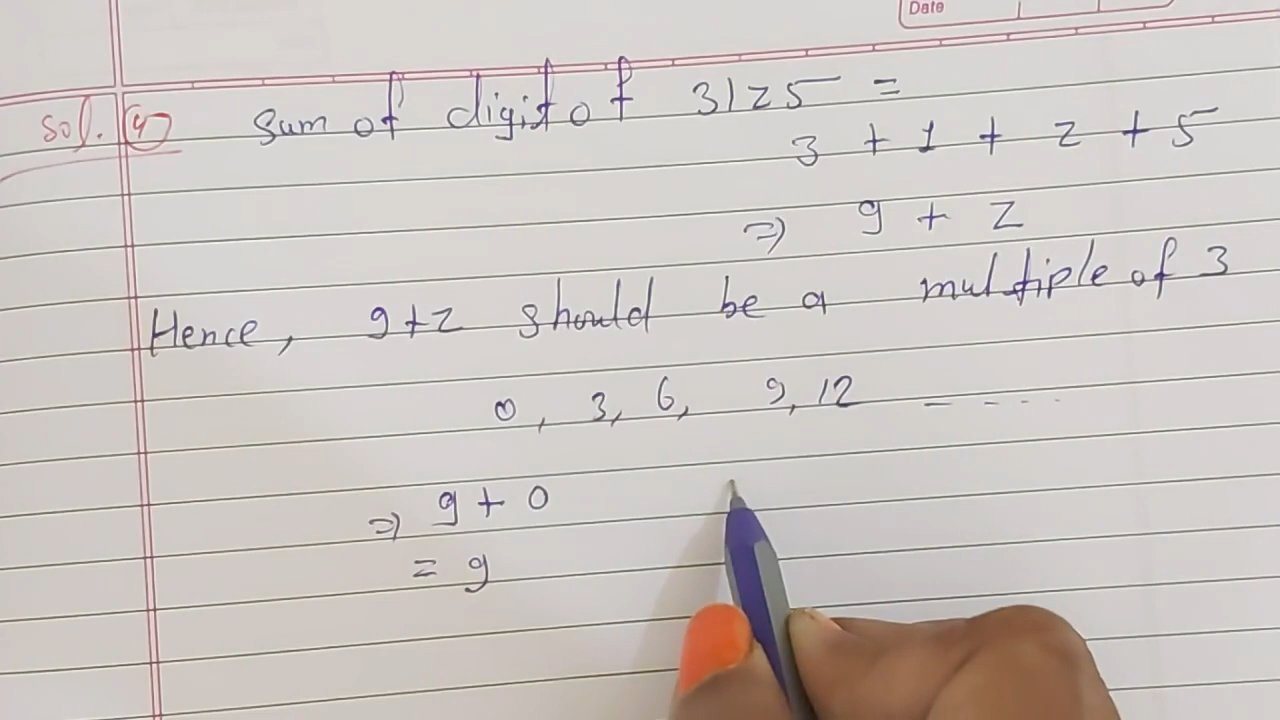 Date
Sol. 4) Sum of digit of 31z5 =
3 + 1 + z + 5
=) 9 + z
Hence, 9+z should be a multiple of 3
0, 3, 6, 9, 12 - - - -
=) 9 + 0
= 9